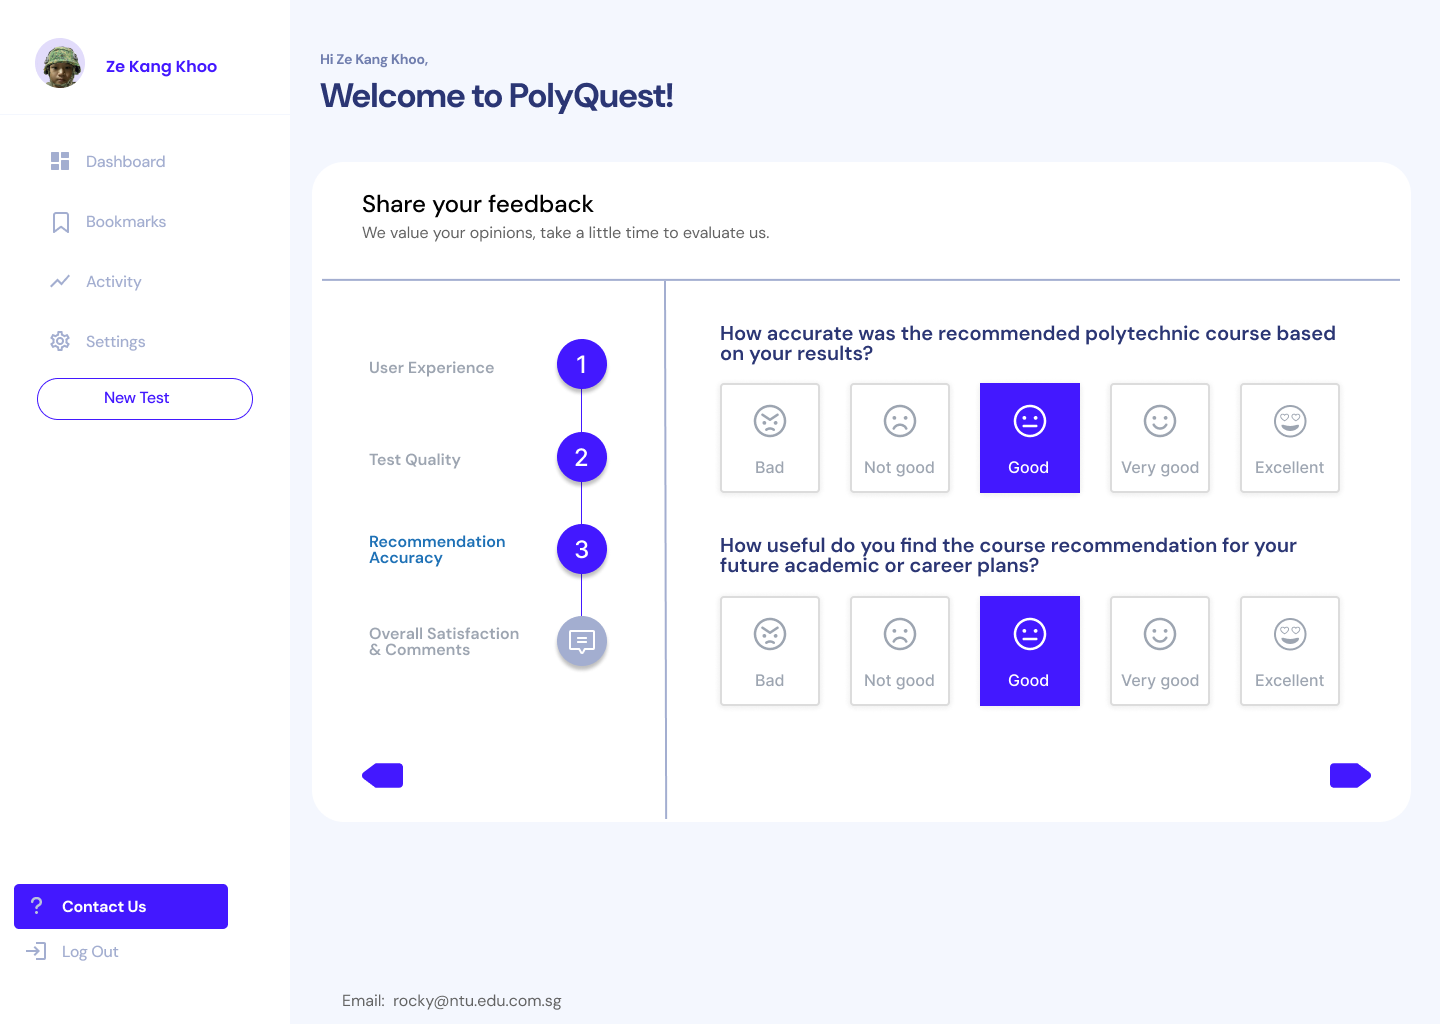 Ze Kang Khoo
Dashboard
Bookmarks
Activity
Settings
New Test
? Contact Us
Log Out
Hi Ze Kang Khoo,
Welcome to PolyQuest!
Share your feedback
We value your opinions, take a little time to evaluate us.
User Experience 1
Test Quality 2
Recommendation
Accuracy
3
Overall Satisfaction
& Comments
How accurate was the recommended polytechnic course based
on your results?
Bad Not good Good Very good Excellent
How useful do you find the course recommendation for your
future academic or career plans?
Bad Not good Good Very good Excellent
Email: rocky@ntu.edu.com.sg